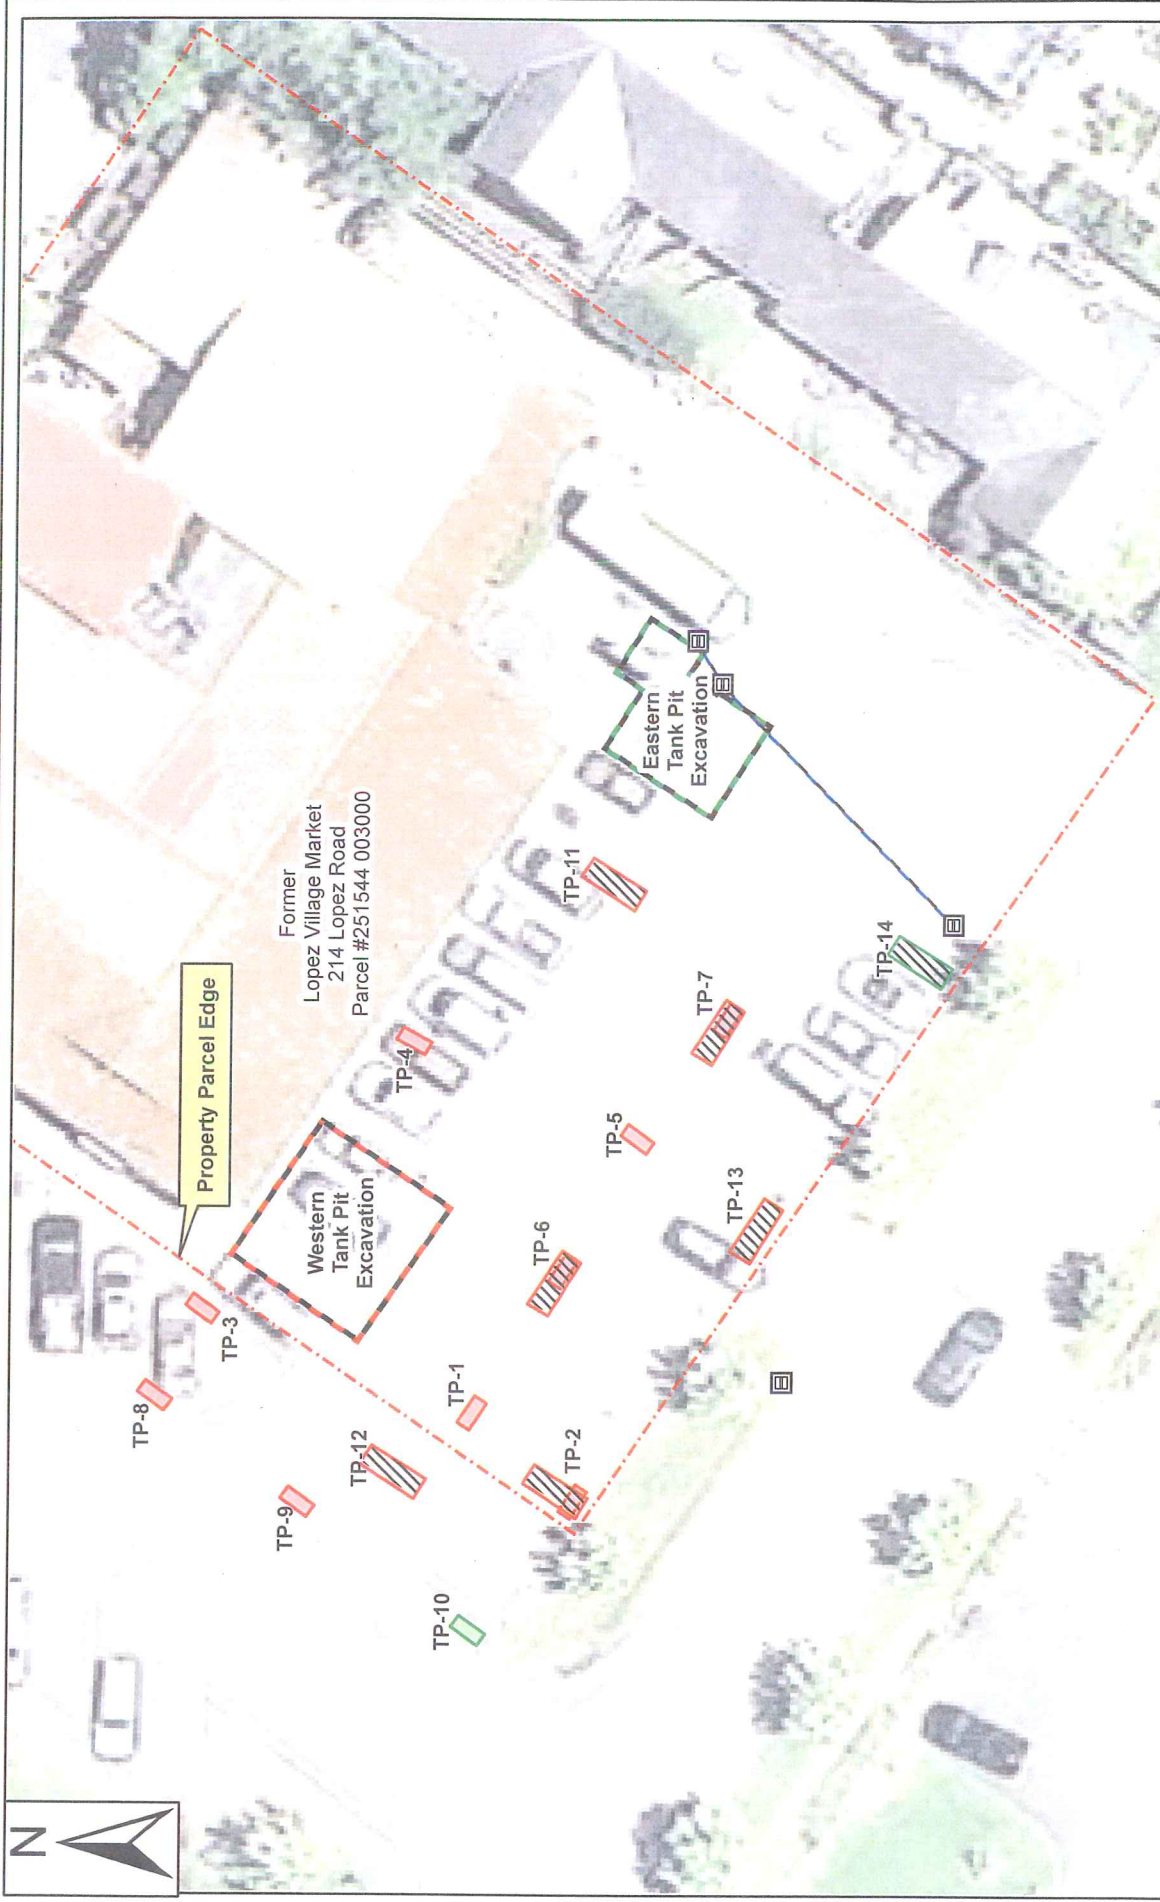 N
Property Parcel Edge
Former
Lopez Village Market
214 Lopez Road
Parcel #251544 003000
Western
Tank Pit
Excavation
Eastern
Tank Pit
Excavation
TP-8
TP-3
TP-9
TP-12
TP-1
TP-10
TP-2
TP-6
TP-4
TP-5
TP-13
TP-7
TP-11
TP-14